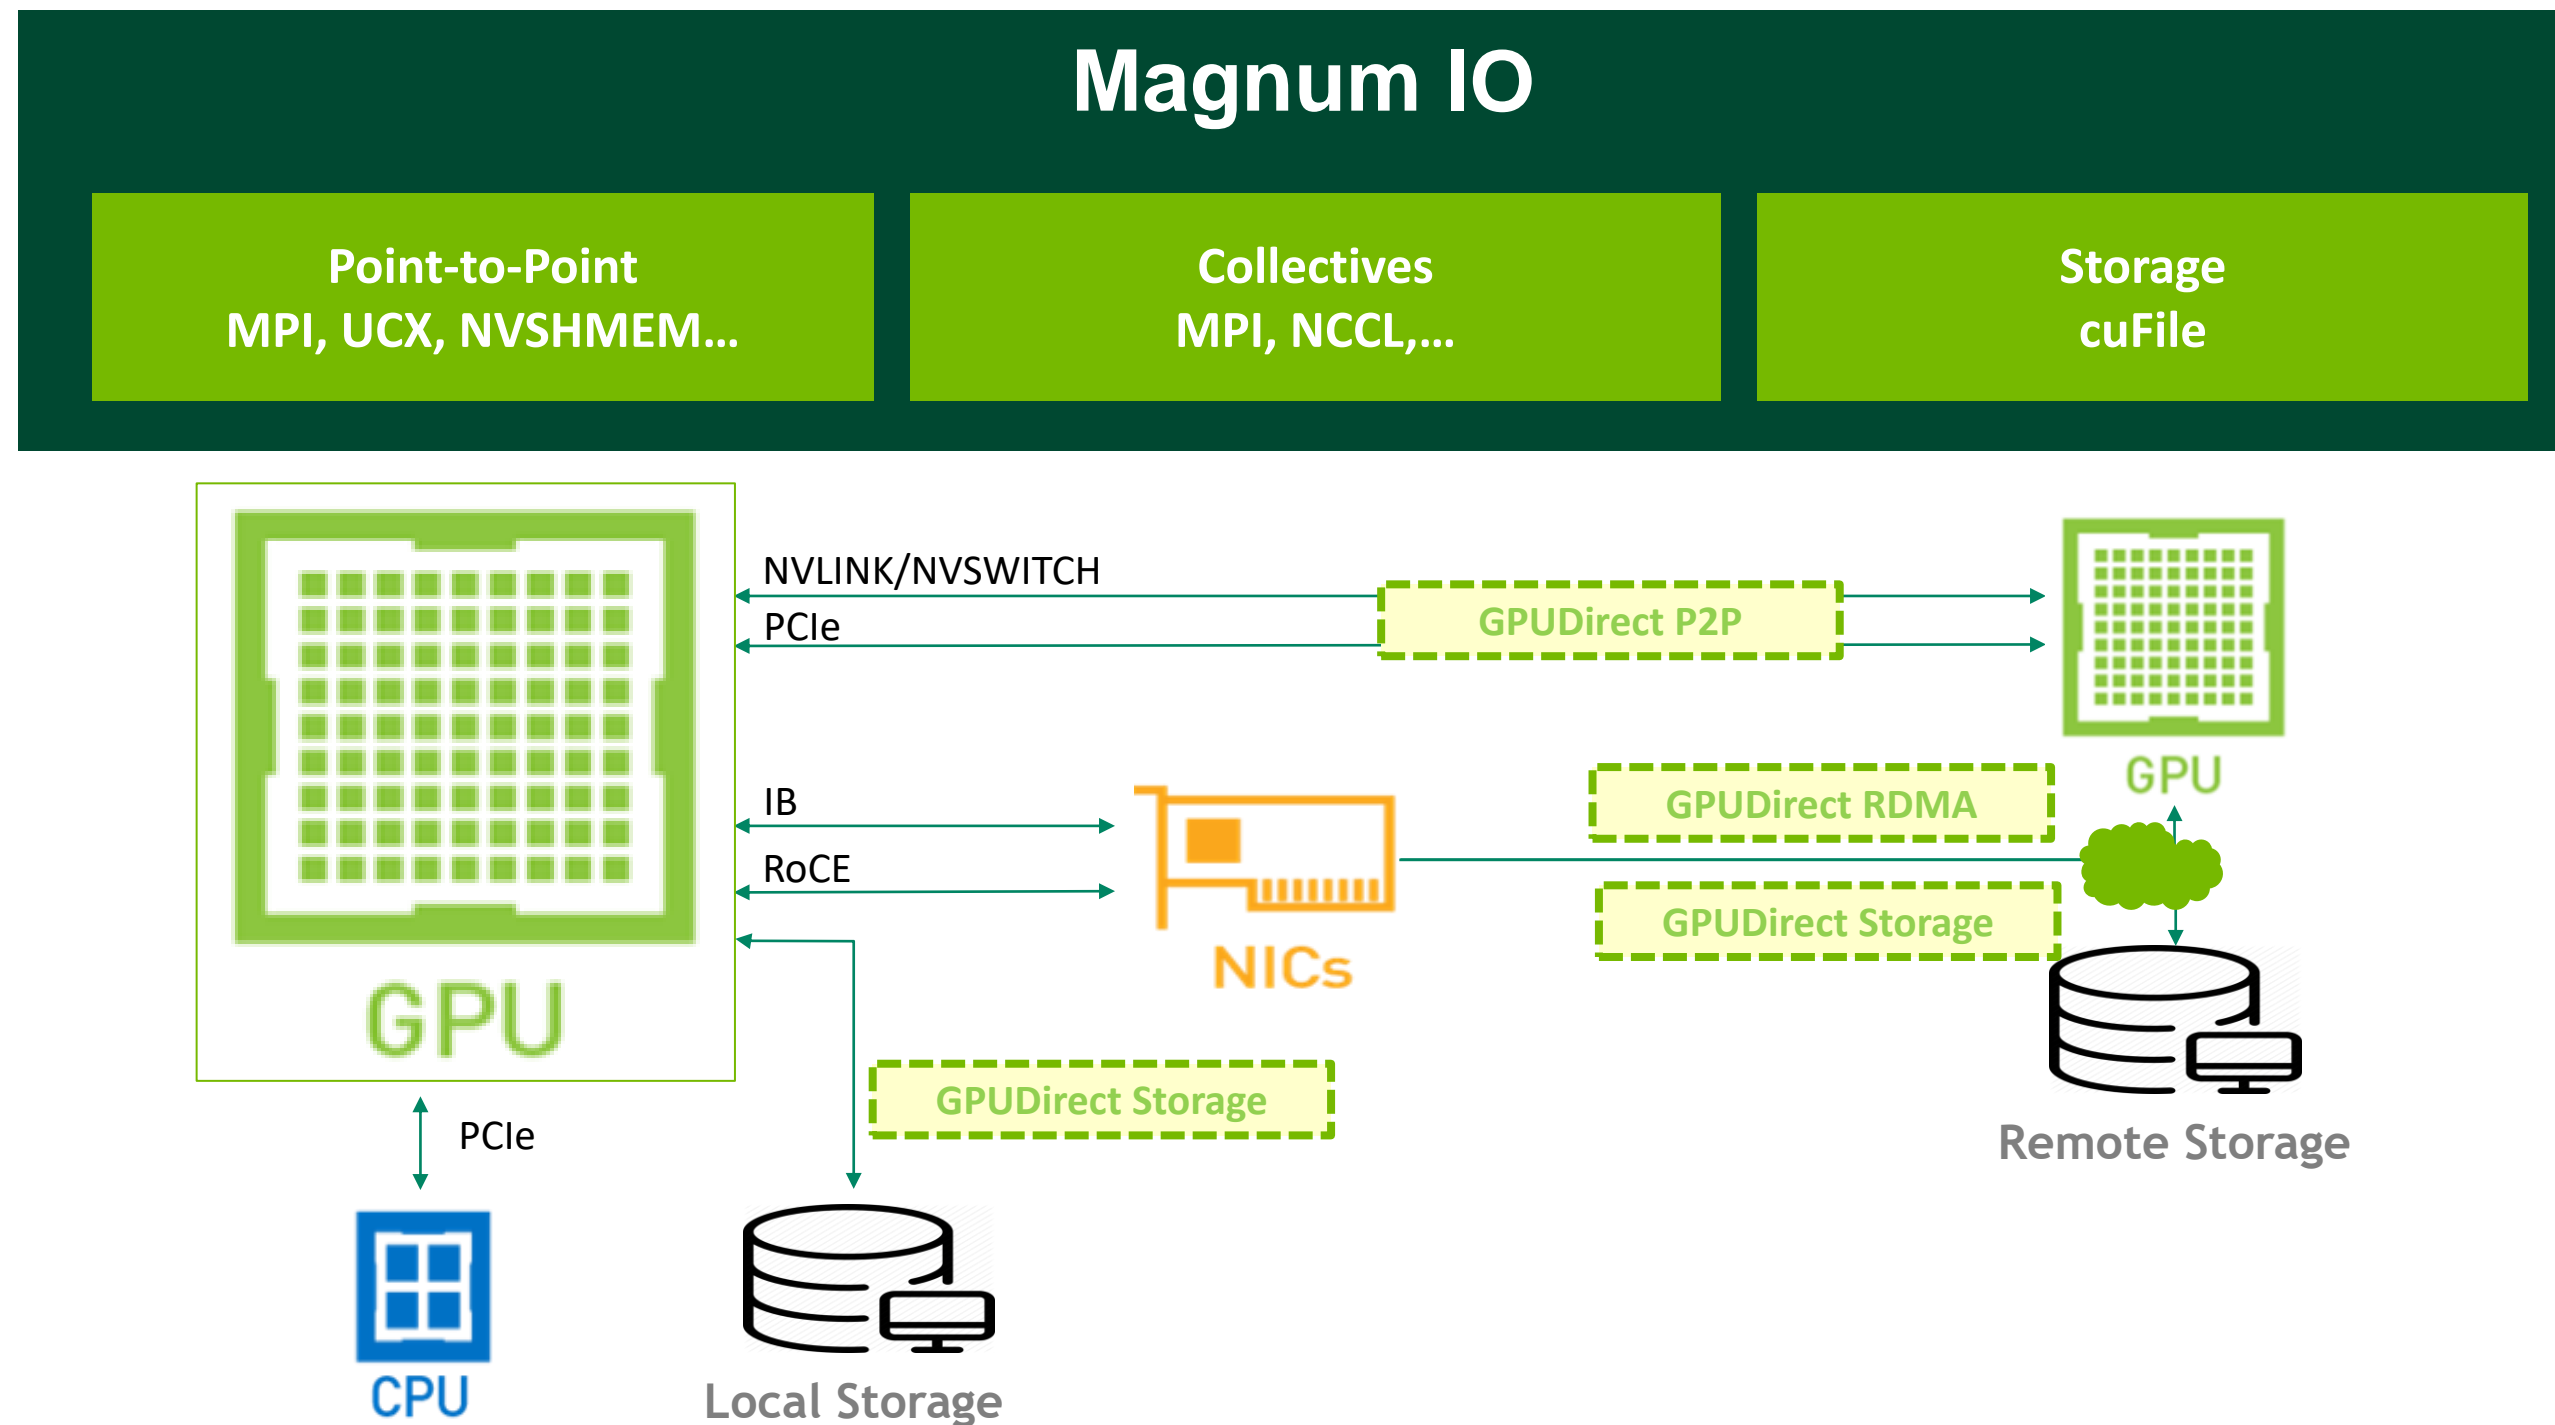 Magnum IO
Point-to-Point
MPI, UCX, NVSHMEM...
Collectives
MPI, NCCL,...
Storage
cuFile
NVLINK/NVSWITCH
GPUDirect P2P
PCIe
GPU
IB
GPUDirect RDMA
RoCE
GPUDirect Storage
NICs
GPU
GPUDirect Storage
PCIe
Remote Storage
CPU
Local Storage